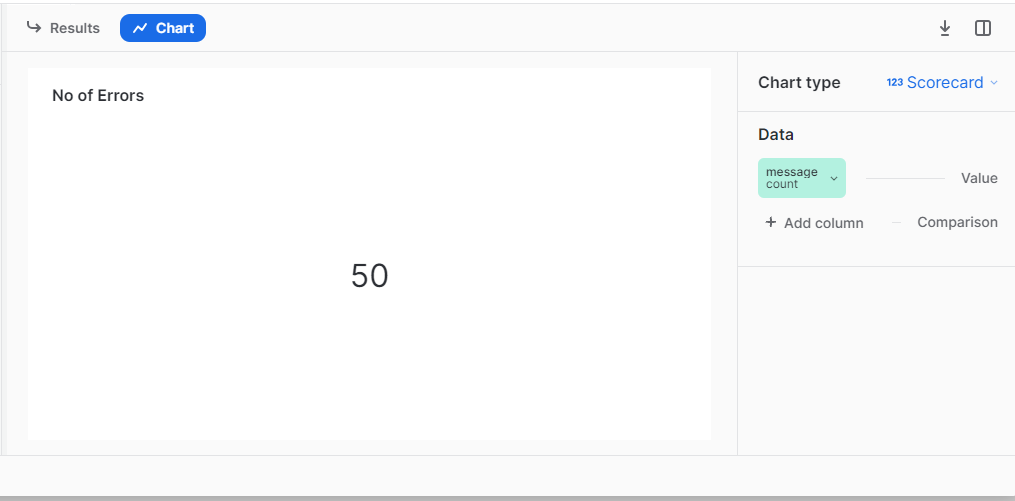 Results
Chart
No of Errors
50
Chart type
123 Scorecard
Data
message
count
Value
+ Add column
Comparison